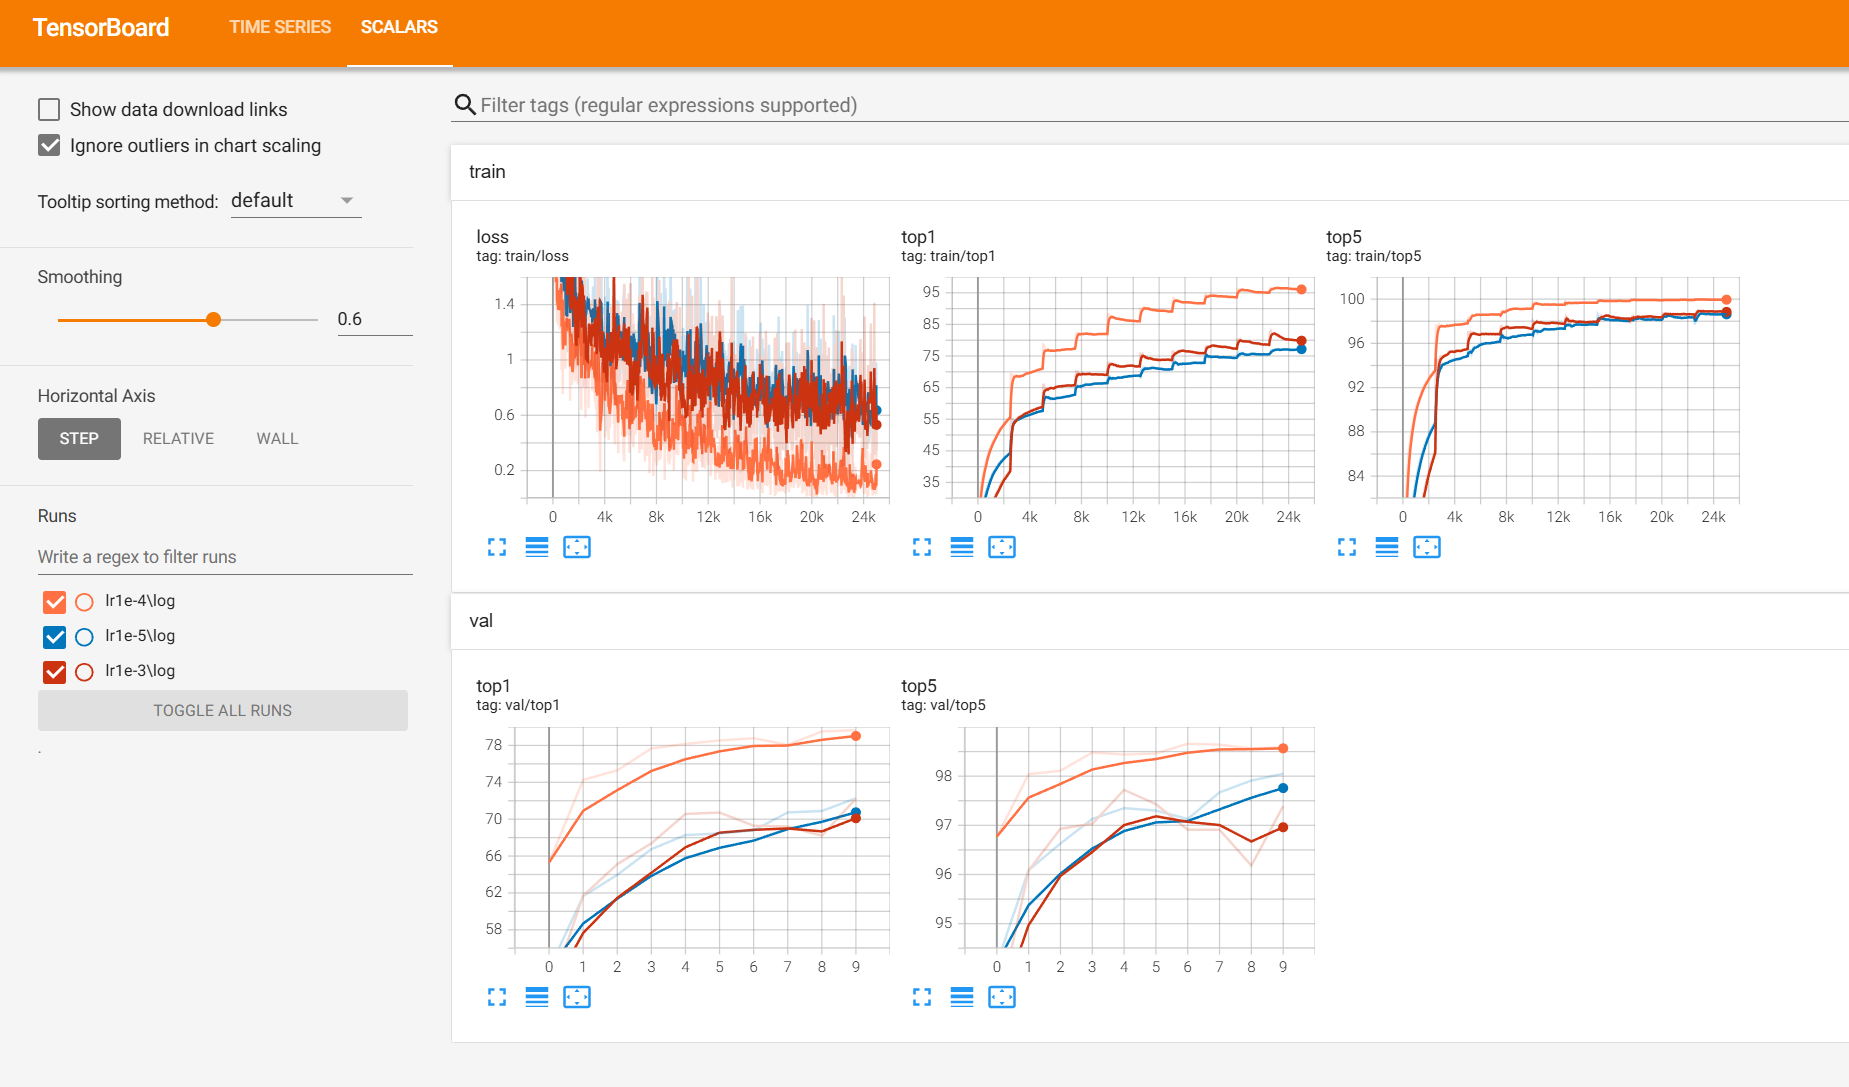 TensorBoard
TIME SERIES
SCALARS
Show data download links
Ignore outliers in chart scaling
Tooltip sorting method: default
Smoothing
0.6
Horizontal Axis
STEP RELATIVE WALL
Runs
Write a regex to filter runs
lr1e-4\log
lr1e-5\log
lr1e-3\log
TOGGLE ALL RUNS
.
Filter tags (regular expressions supported)
train
loss
tag: train/loss
1.4
1
0.6
0.2
0 4k 8k 12k 16k 20k 24k
top1
tag: train/top1
95
85
75
65
55
45
35
0 4k 8k 12k 16k 20k 24k
top5
tag: train/top5
100
96
92
88
84
0 4k 8k 12k 16k 20k 24k
val
top1
tag: val/top1
78
74
70
66
62
58
0 1 2 3 4 5 6 7 8 9
top5
tag: val/top5
98
97
96
95
0 1 2 3 4 5 6 7 8 9